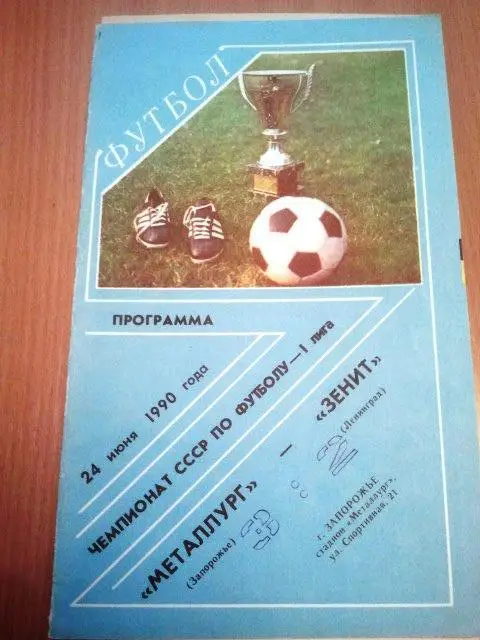 ФУТБОЛ
ПРОГРАММА
24 июня 1990 года
ЧЕМПИОНАТ СССР ПО ФУТБОЛУ — I лига
«МЕТАЛЛУРГ» — «ЗЕНИТ»
(Запорожье) (Ленинград)
г. ЗАПОРОЖЬЕ
стадион «Металлург»,
ул. Спортивная, 21